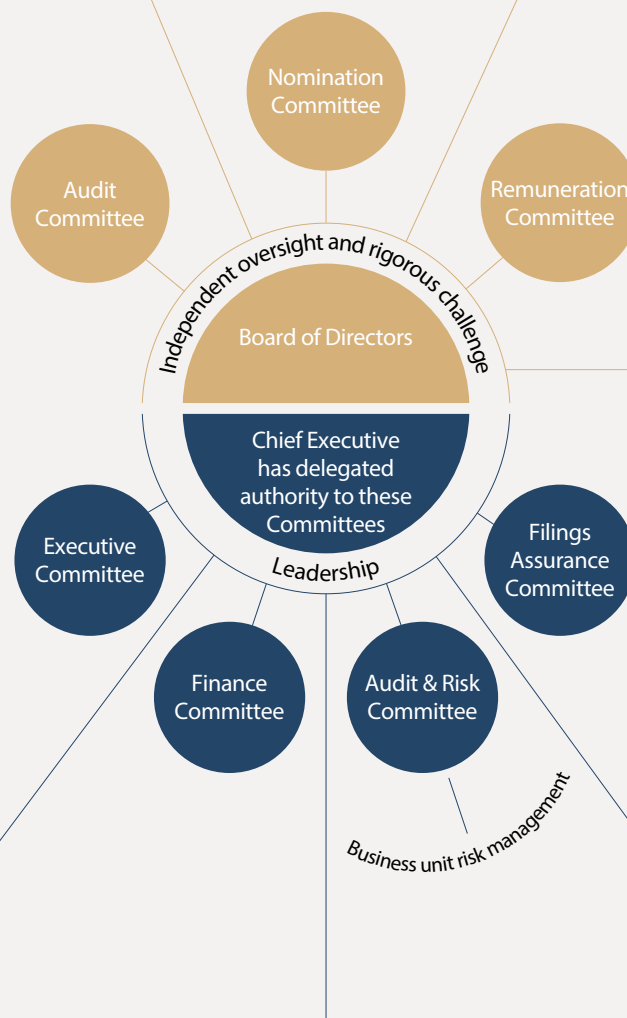 Nomination
Committee
Audit
Committee
Remuneration
Committee
Independent oversight and rigorous challenge
Board of Directors
Chief Executive
has delegated
authority to these
Committees
Leadership
Executive
Committee
Filings
Assurance
Committee
Finance
Committee
Audit & Risk
Committee
Business unit risk management